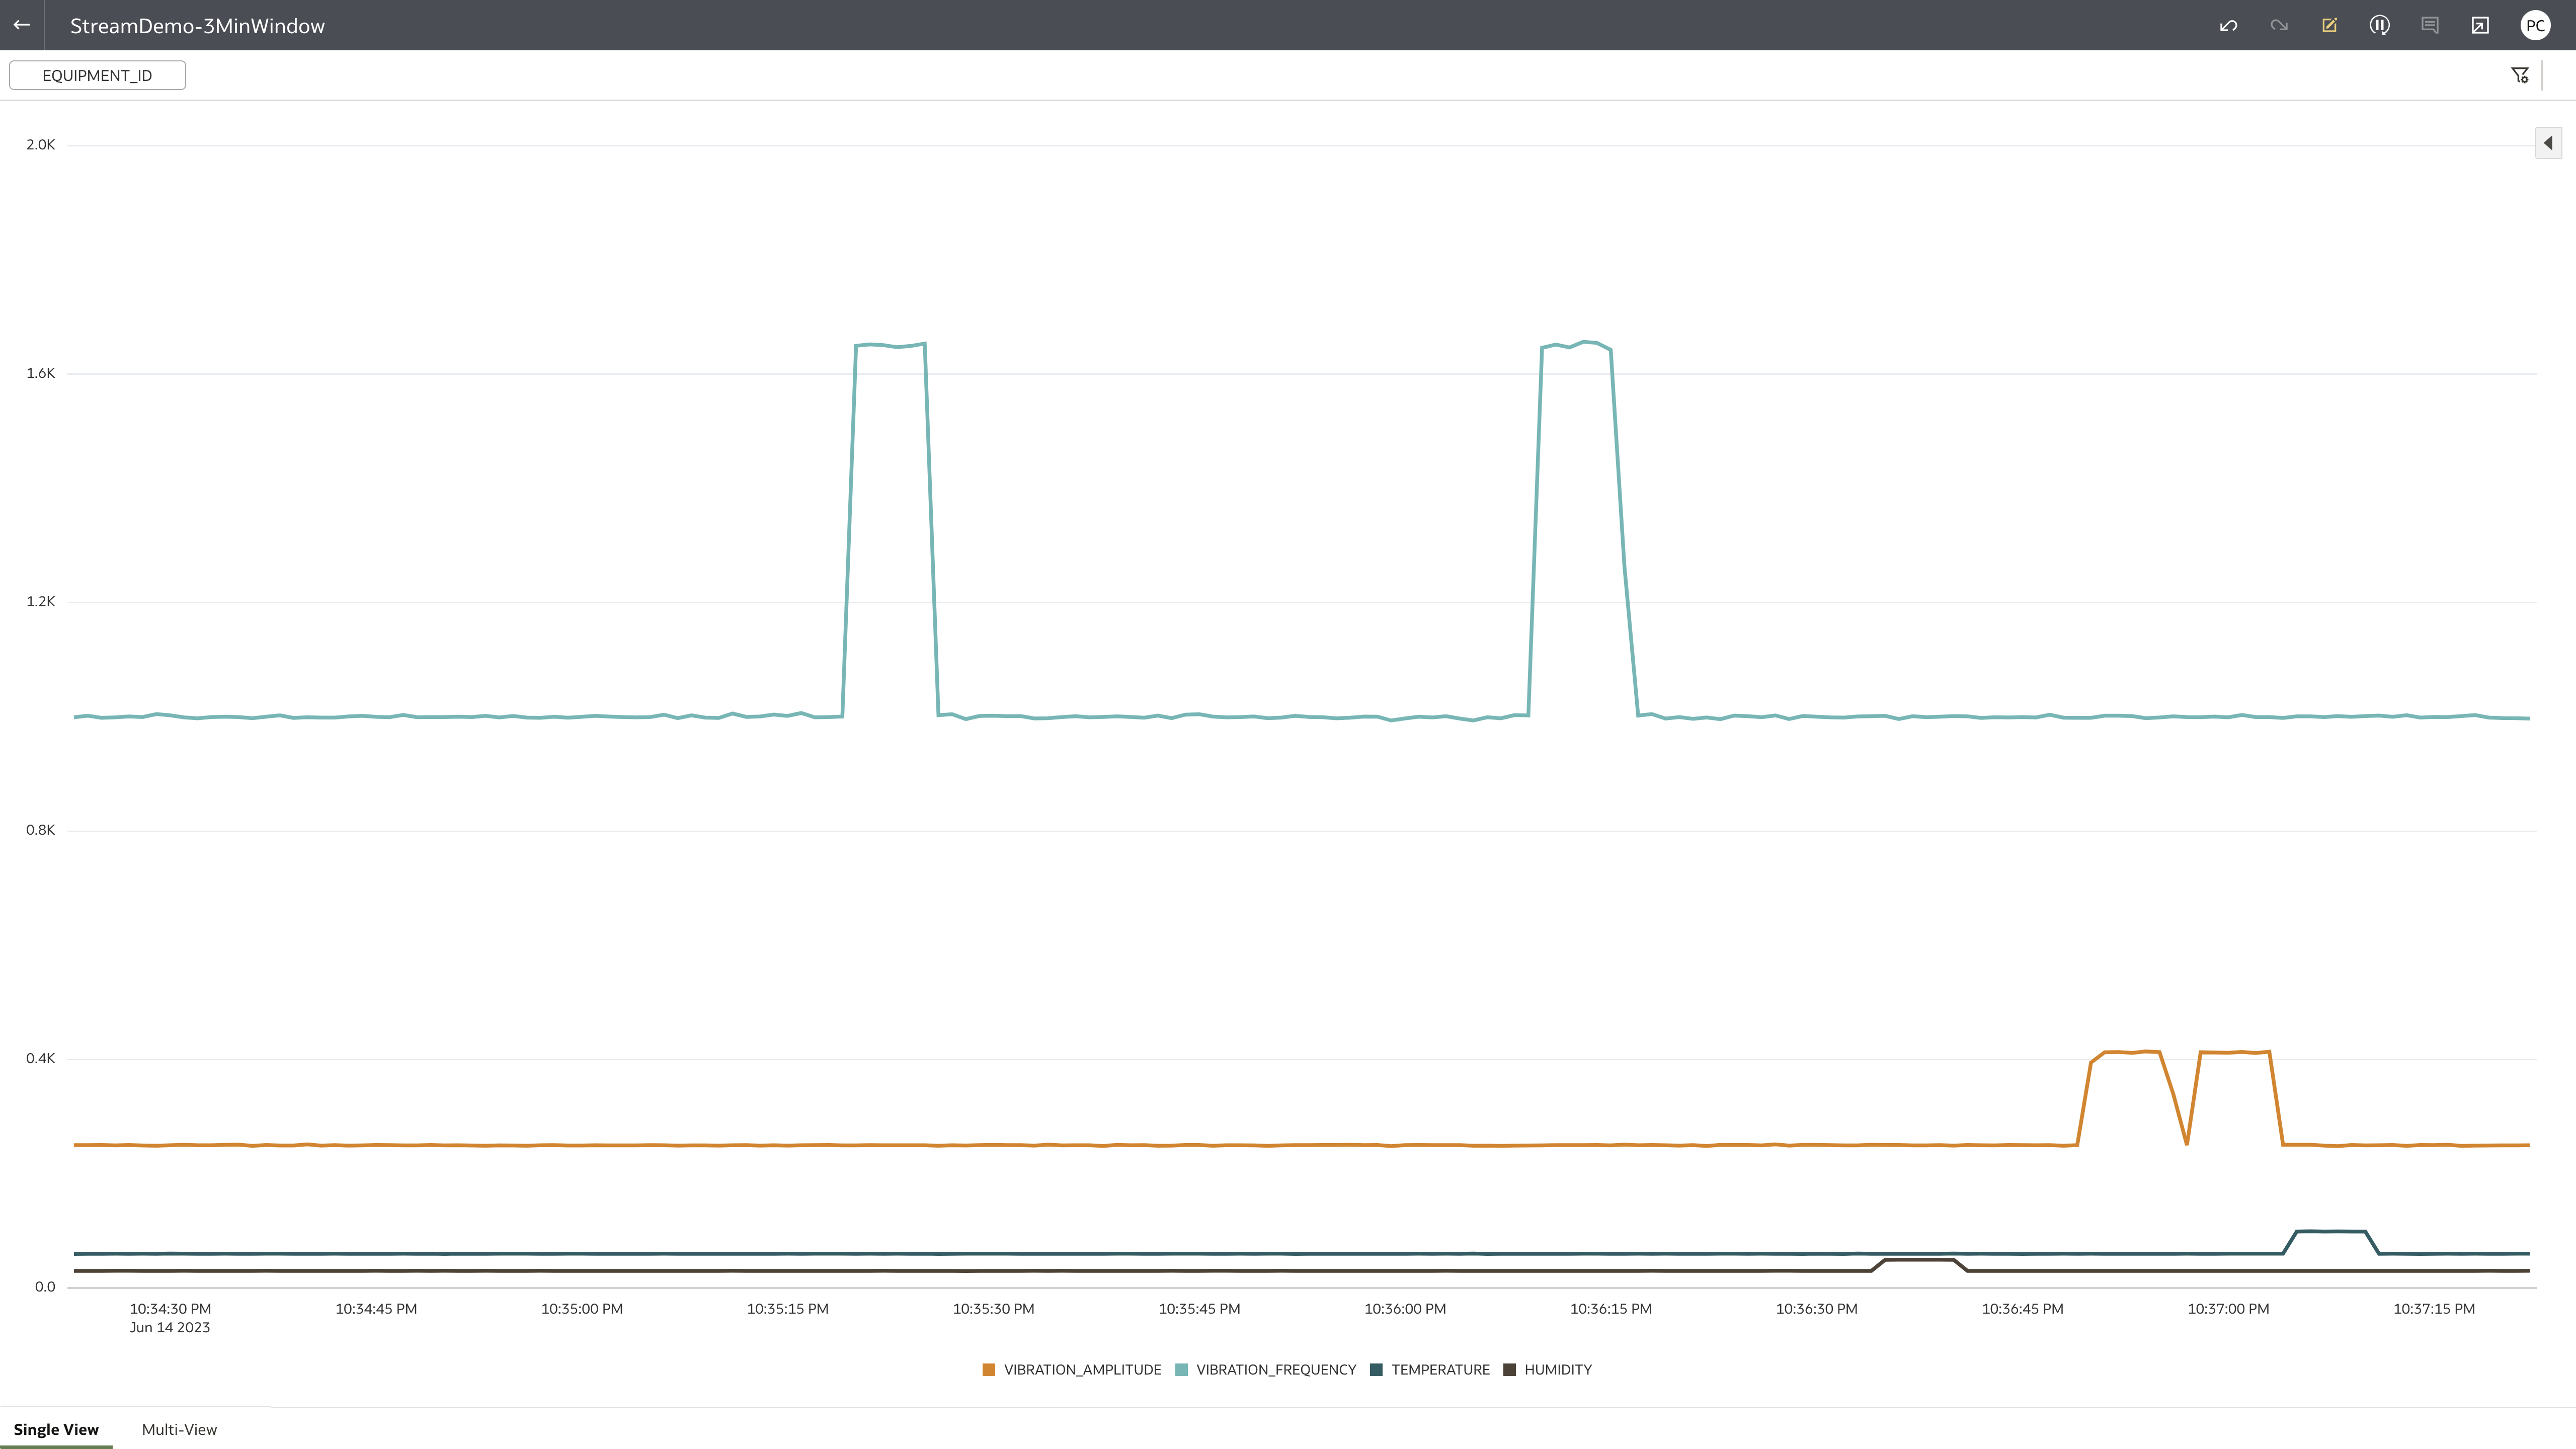 StreamDemo-3MinWindow
PC
EQUIPMENT_ID
2.0K
1.6K
1.2K
0.8K
0.4K
0.0
10:34:30 PM 10:34:45 PM 10:35:00 PM 10:35:15 PM 10:35:30 PM 10:35:45 PM 10:36:00 PM 10:36:15 PM 10:36:30 PM 10:36:45 PM 10:37:00 PM 10:37:15 PM
Jun 14 2023
VIBRATION_AMPLITUDE VIBRATION_FREQUENCY TEMPERATURE HUMIDITY
Single View Multi-View